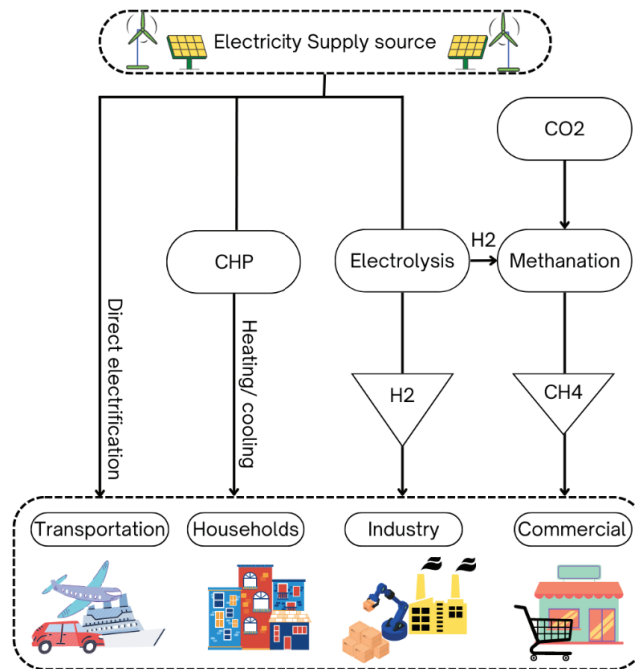 Electricity Supply source
CO2
H2
CHP
Electrolysis
Methanation
Direct electrification
Heating/ cooling
H2
CH4
Transportation
Households
Industry
Commercial